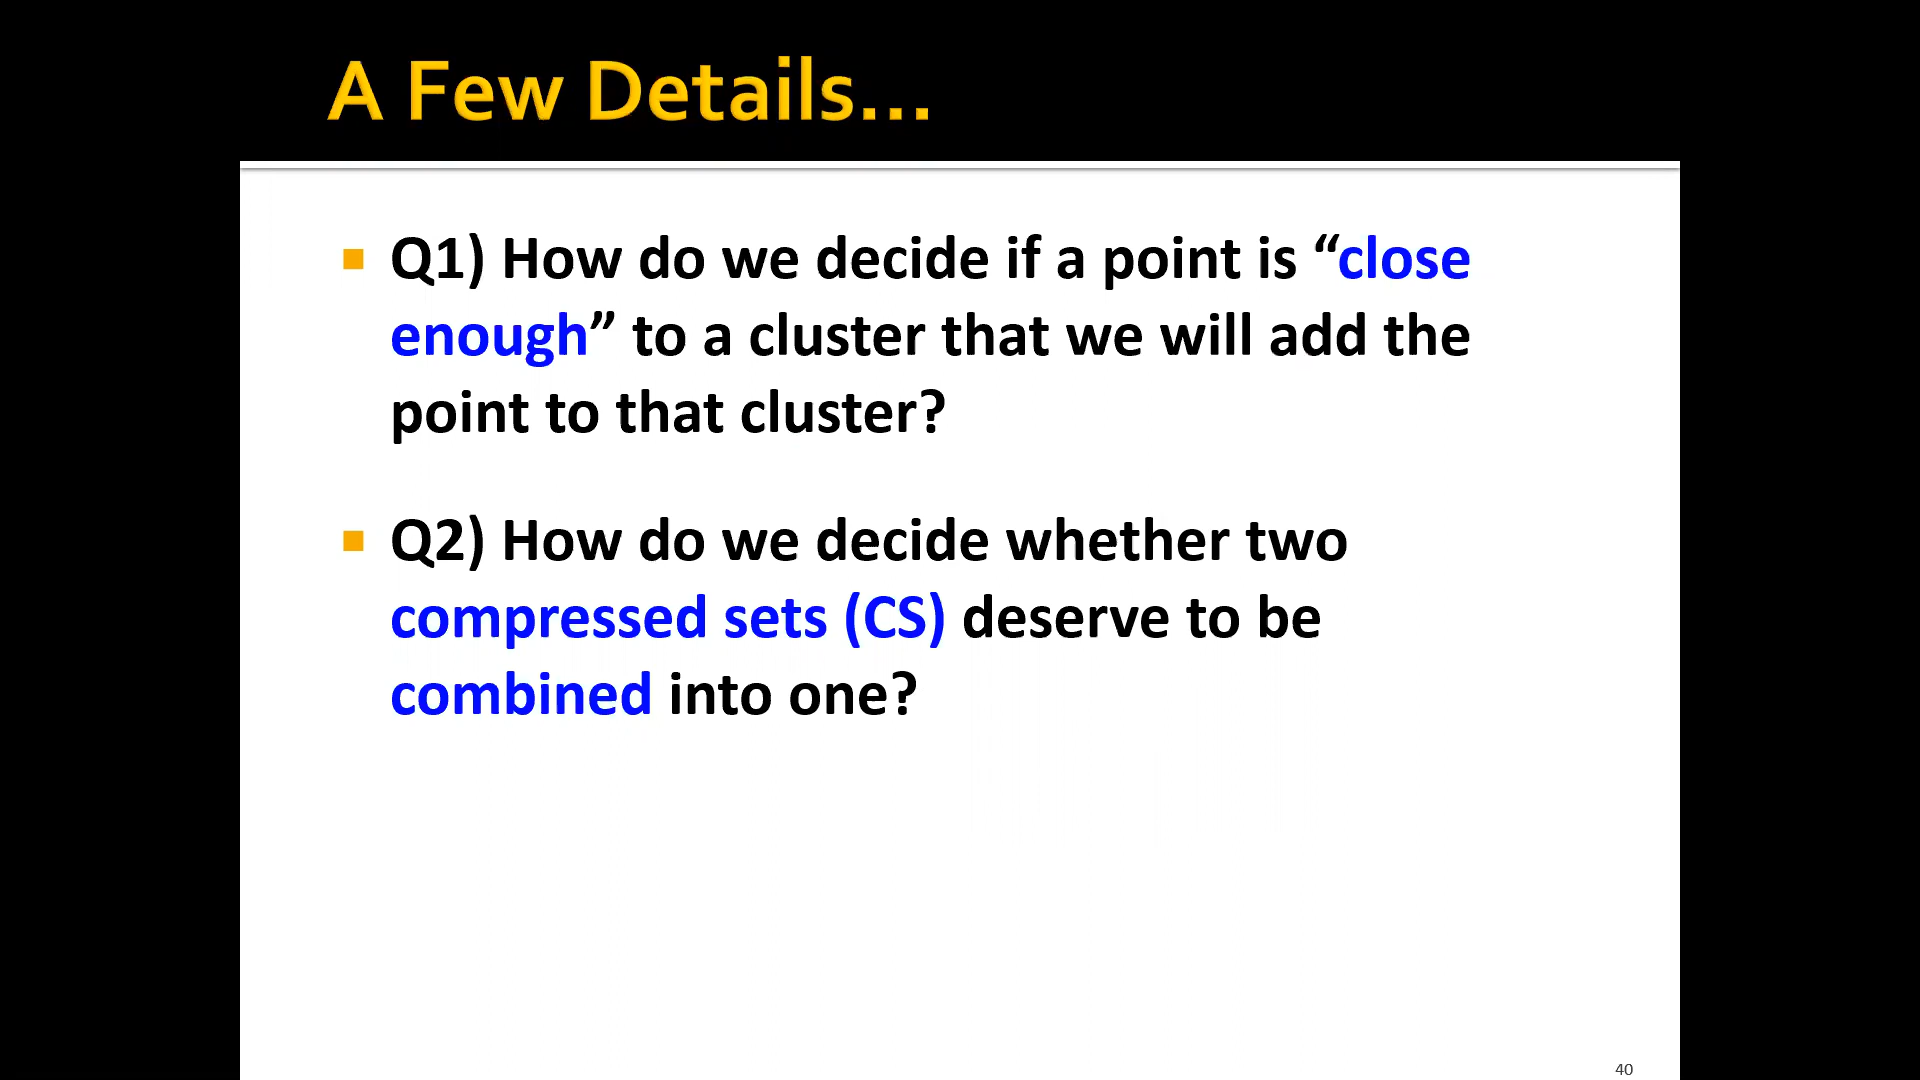 A Few Details...
Q1) How do we decide if a point is “close
enough” to a cluster that we will add the
point to that cluster?
Q2) How do we decide whether two
compressed sets (CS) deserve to be
combined into one?
40